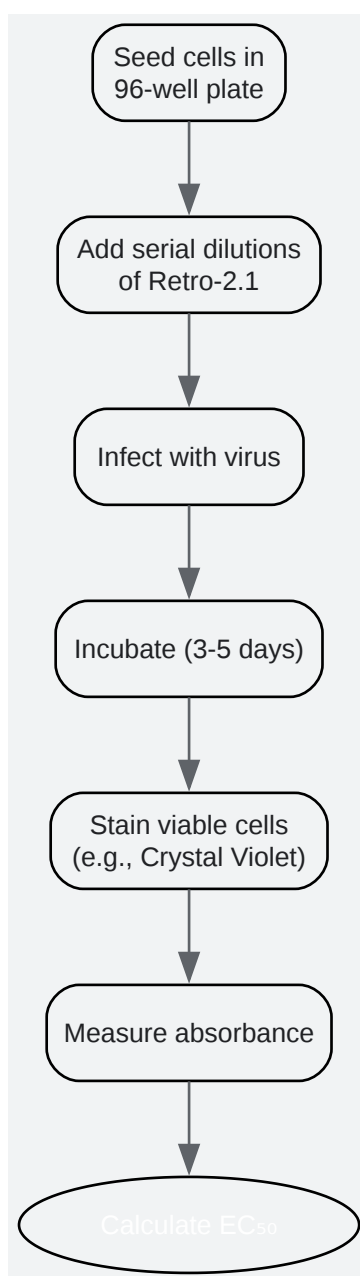 Seed cells in
96-well plate
Add serial dilutions
of Retro-2.1
Infect with virus
Incubate (3-5 days)
Stain viable cells
(e.g., Crystal Violet)
Measure absorbance
Calculate EC₅₀